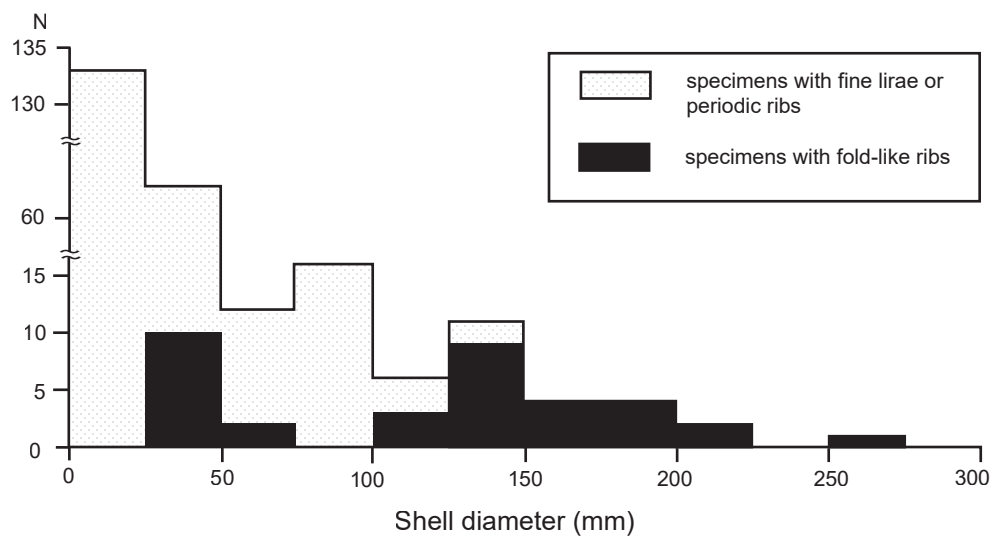 N
135
130
60
15
10
5
0
0
50
100
150
200
250
300
Shell diameter (mm)
specimens with fine lirae or
periodic ribs
specimens with fold-like ribs